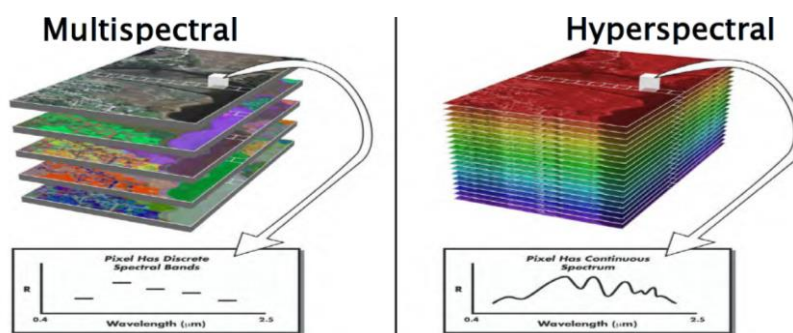 Multispectral
Pixel Has Discrete
Spectral Bands
R
0.4
2.5
Wavelength (µm)
Hyperspectral
Pixel Has Continuous
Spectrum
R
0.4
2.5
Wavelength (µm)